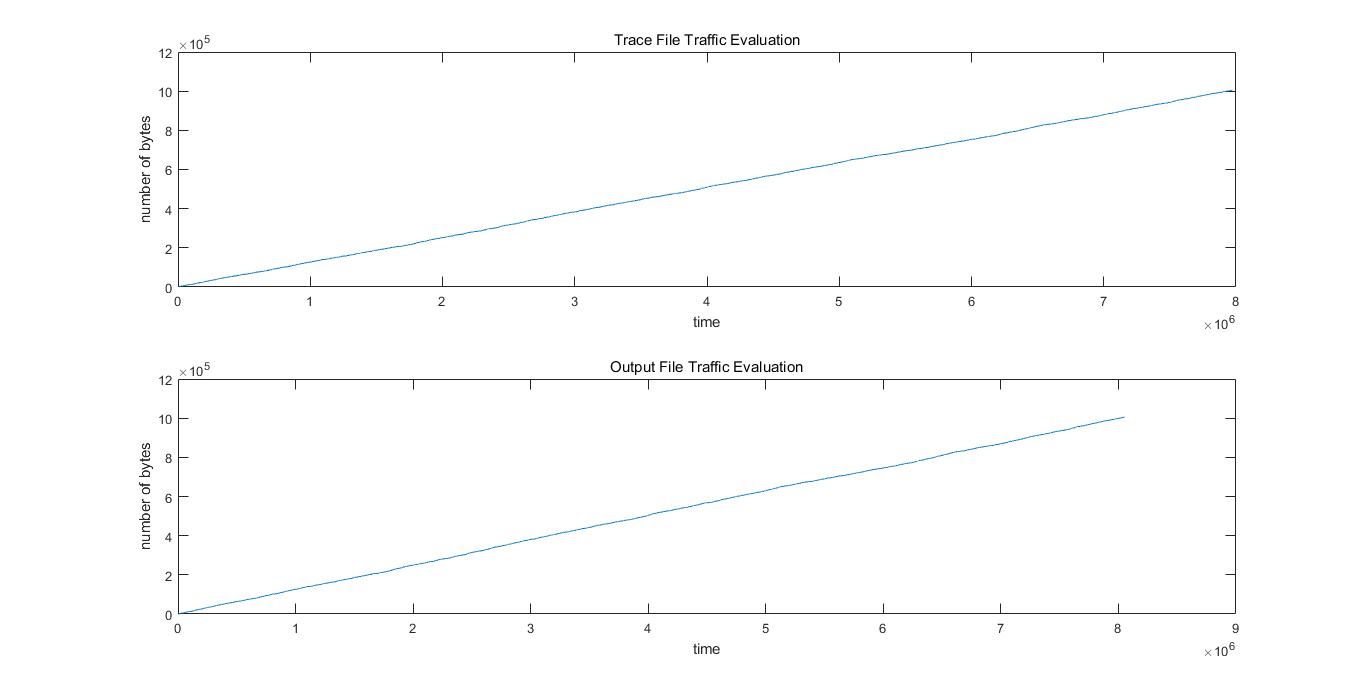 Trace File Traffic Evaluation
×10^5
12
10
8
6
4
2
0
number of bytes
0 1 2 3 4 5 6 7 8
time
×10^6
Output File Traffic Evaluation
×10^5
12
10
8
6
4
2
0
number of bytes
0 1 2 3 4 5 6 7 8 9
time
×10^6